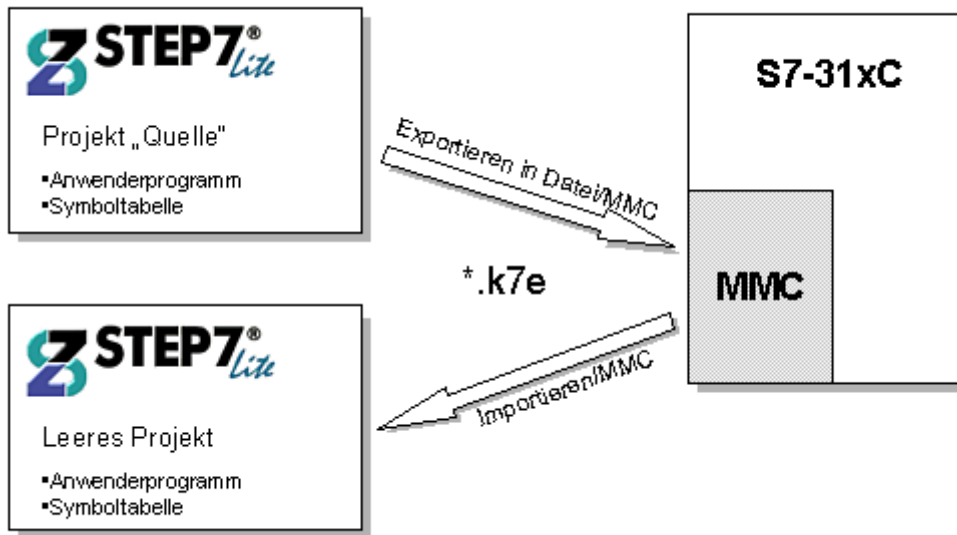 STEP7® Lite
Projekt „Quelle"
▪Anwenderprogramm
▪Symboltabelle
Exportieren in Datei/MMC
S7-31xC
MMC
*.k7e
Importieren/MMC
STEP7® Lite
Leeres Projekt
▪Anwenderprogramm
▪Symboltabelle